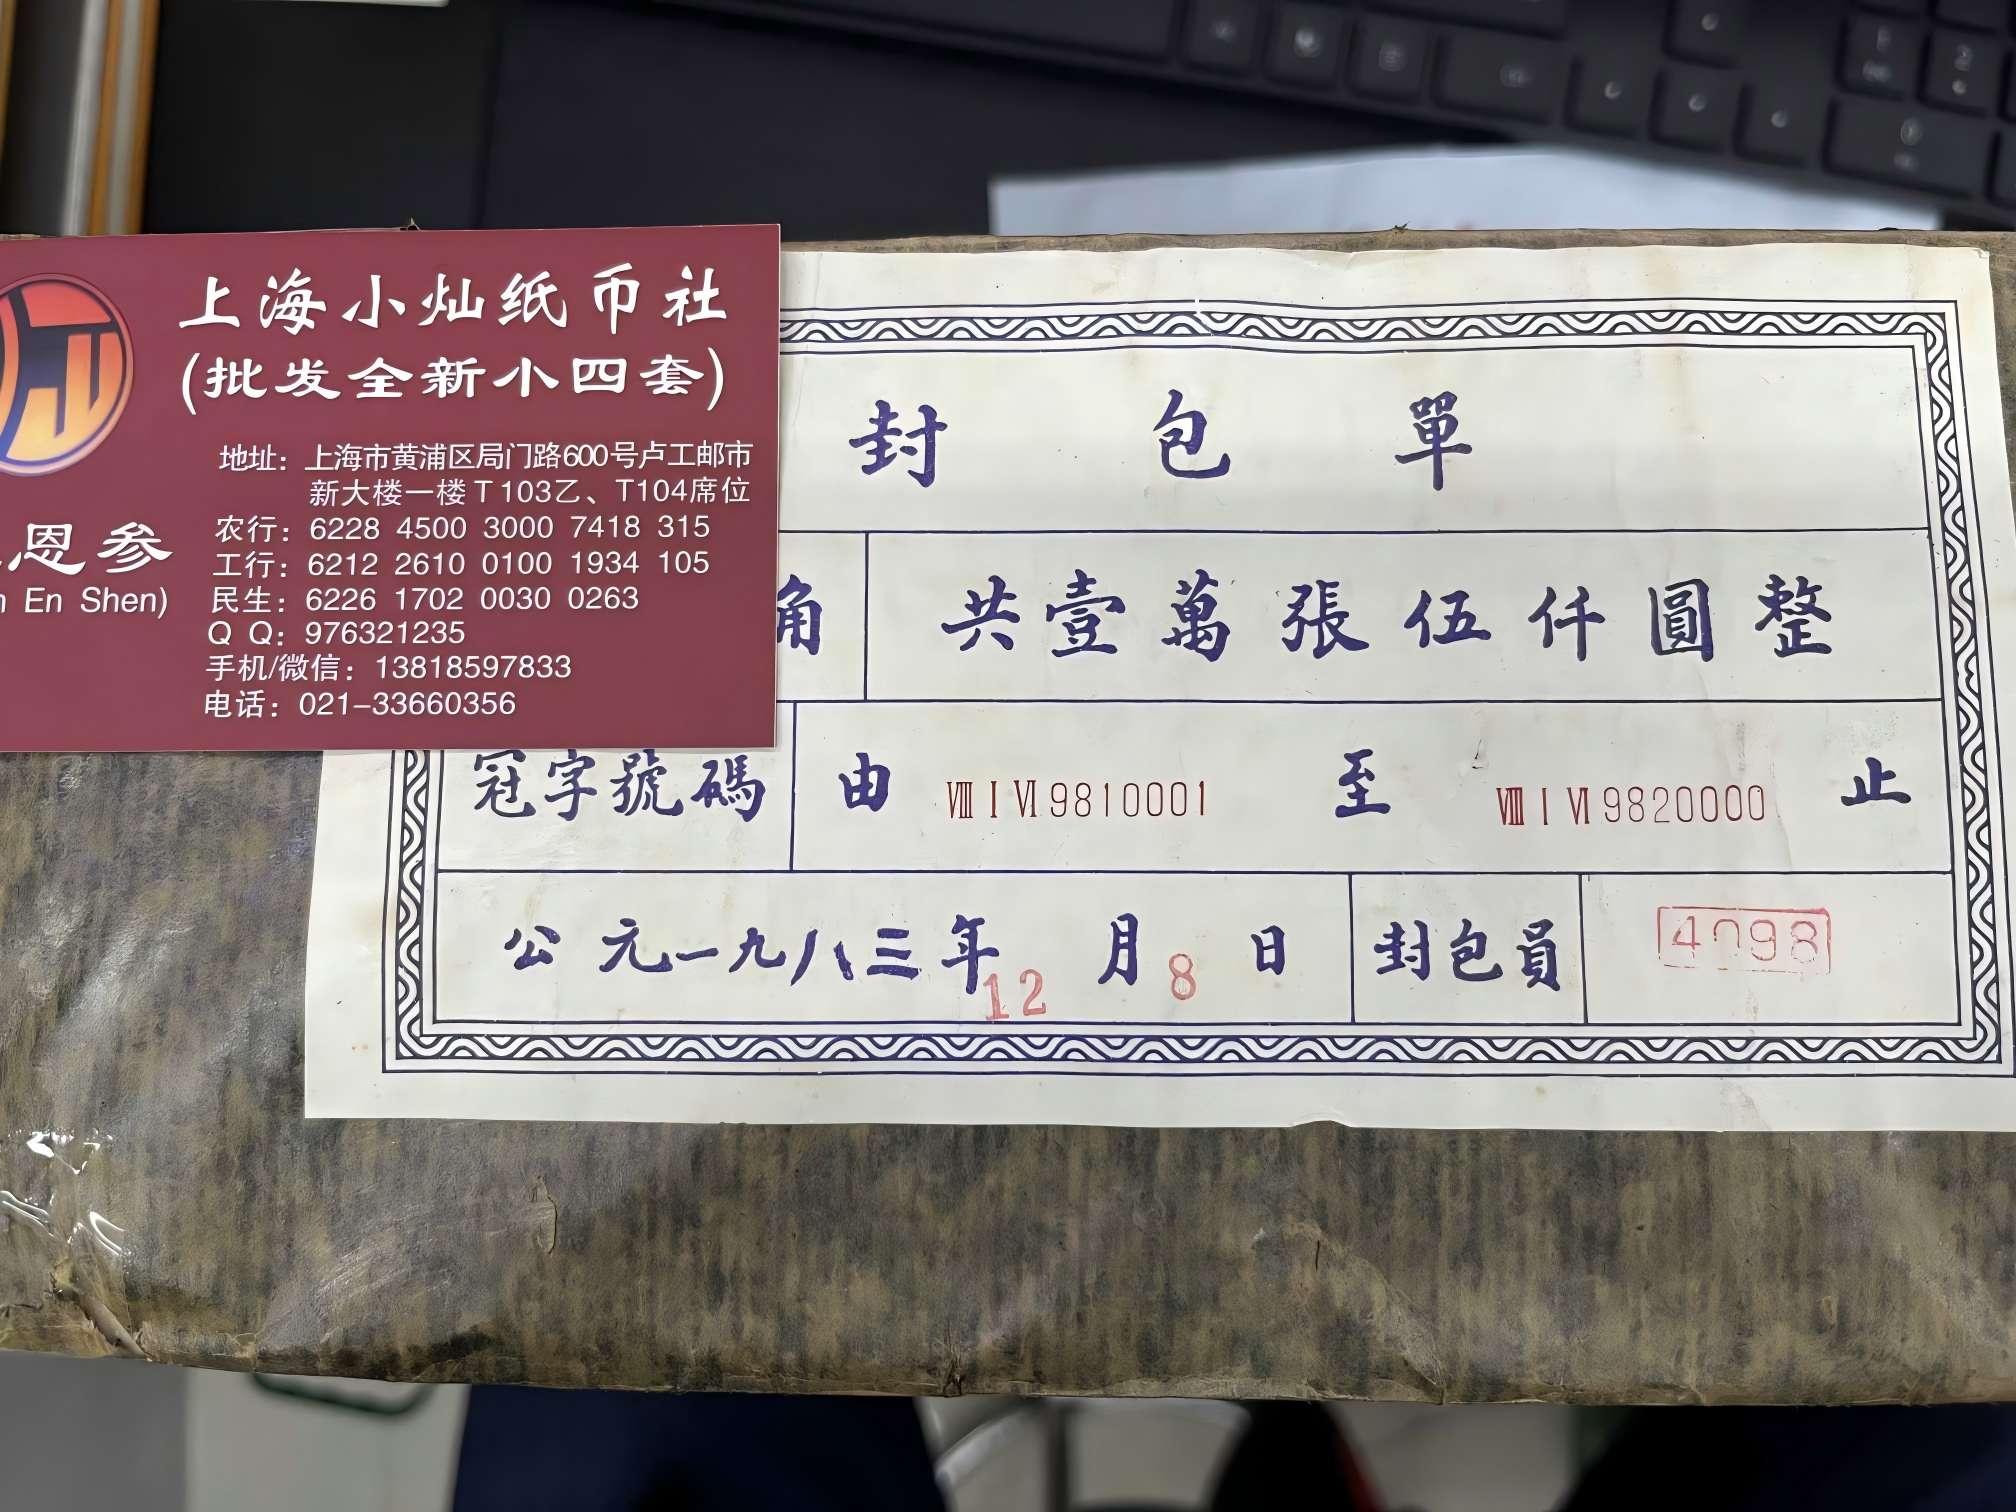 上海小灿纸币社
(批发全新小四套)
地址：上海市黄浦区局门路600号卢工邮市
新大楼一楼T103乙、T104席位
农行：6228 4500 3000 7418 315
工行：6212 2610 0100 1934 105
民生：6226 1702 0030 0263
QQ：976321235
手机/微信：13818597833
电话：021-33660356
恩参
En Shen)
封包單
角 共壹萬張伍仟圓整
冠字號碼 由 ⅧⅠⅥ9810001 至 ⅧⅠⅥ9820000 止
公元一九八三年 12 月 8 日 封包員 4098